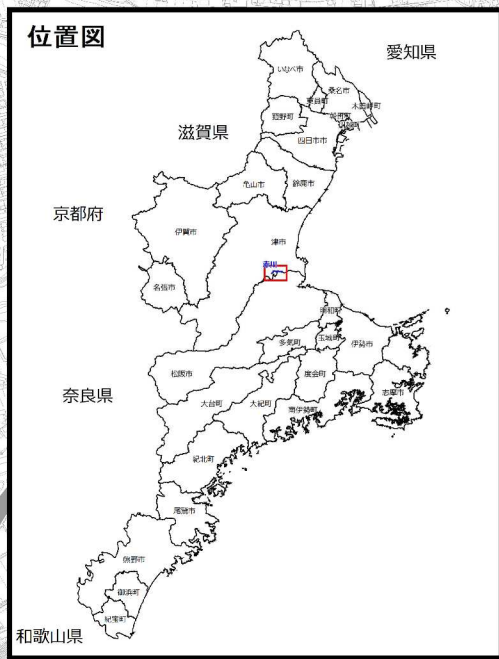 位置図
愛知県
いなべ市
桑名市
東員町
木曽岬町
菰野町
朝日町
川越町
四日市市
滋賀県
亀山市
鈴鹿市
京都府
伊賀市
津市
名張市
赤川
明和町
玉城町
伊勢市
多気町
松阪市
度会町
奈良県
大台町
大紀町
南伊勢町
志摩市
紀北町
尾鷲市
熊野市
御浜町
紀宝町
和歌山県